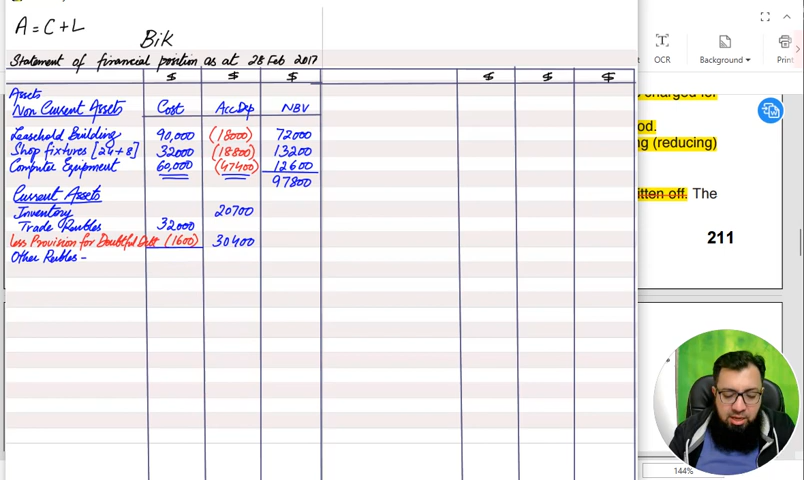 A = C + L
Bik
Statement of financial position as at 28 Feb 2017
$ $ $ $ $ $
Assets
Non Current Assets Cost Acc Dep NBV
Leasehold Building 90,000 (18000) 72000
Shop fixtures [24+8] 32000 (18800) 13200
Computer Equipment 60,000 (47400) 12600
97800
Current Assets
Inventory 20700
Trade Rcvbles 32000
less Provision for Doubtful Debt (1600) 30400
Other Rcvbles -
OCR
Background
Print
od.
ng (reducing)
itten off. The
211
144%